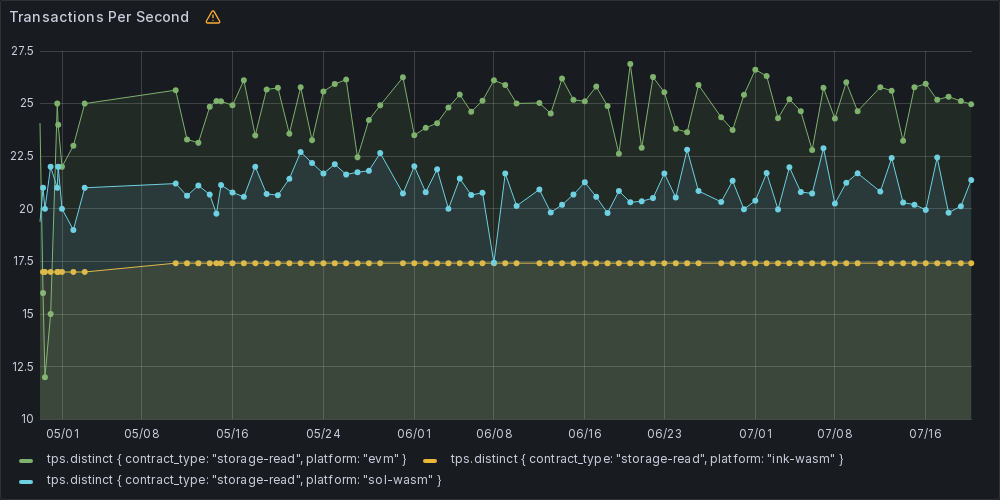 Transactions Per Second
27.5
25
22.5
20
17.5
15
12.5
10
05/01 05/08 05/16 05/24 06/01 06/08 06/16 06/23 07/01 07/08 07/16
tps.distinct { contract_type: "storage-read", platform: "evm" } tps.distinct { contract_type: "storage-read", platform: "ink-wasm" }
tps.distinct { contract_type: "storage-read", platform: "sol-wasm" }